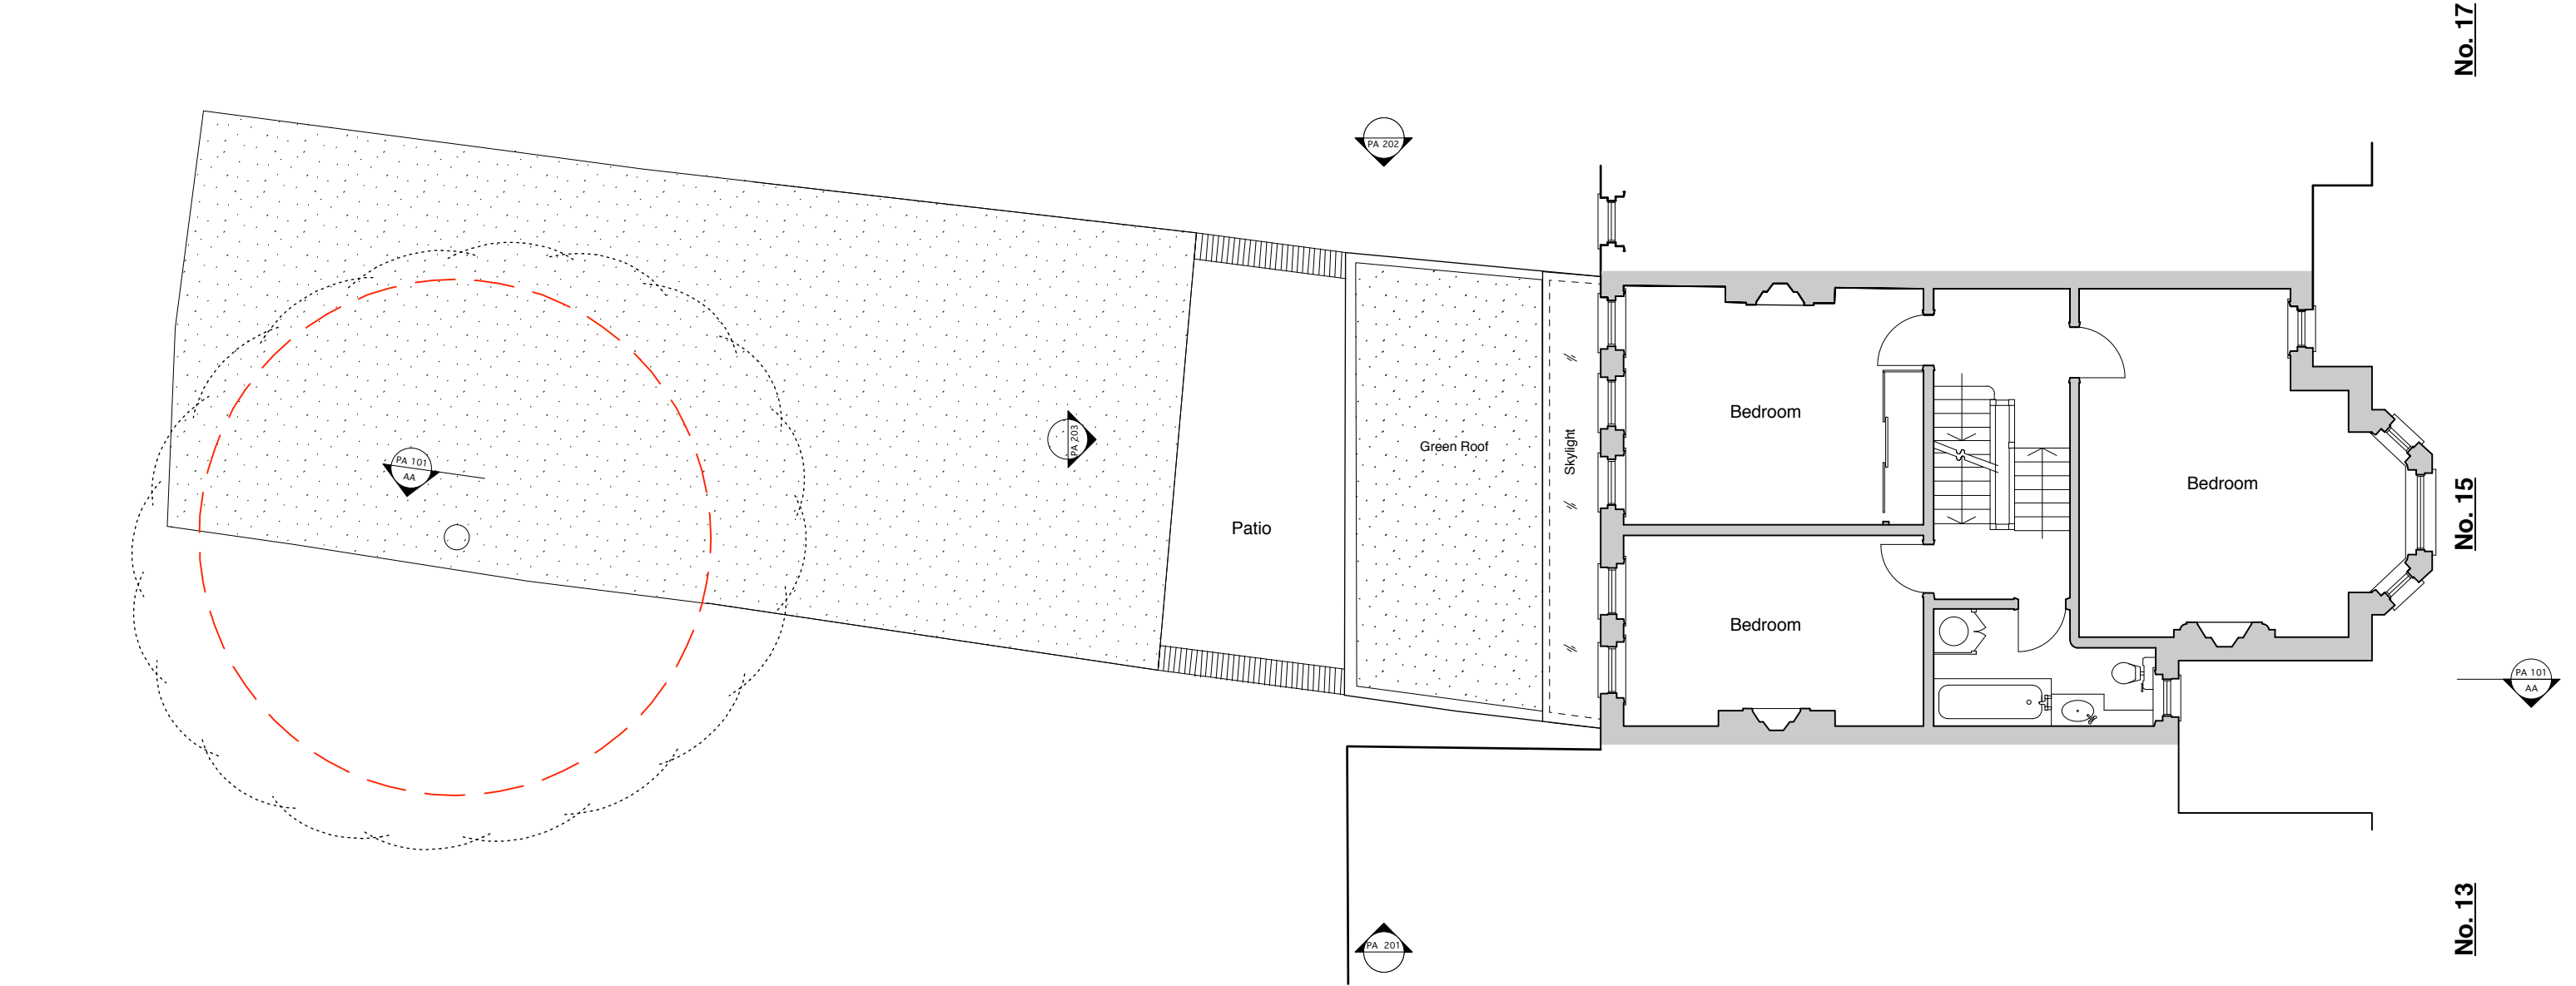 No. 17
PA 202
Bedroom
PA 203
Green Roof
Skylight
PA 101
AA
Bedroom
No. 15
Patio
Bedroom
PA 101
AA
No. 13
PA 201